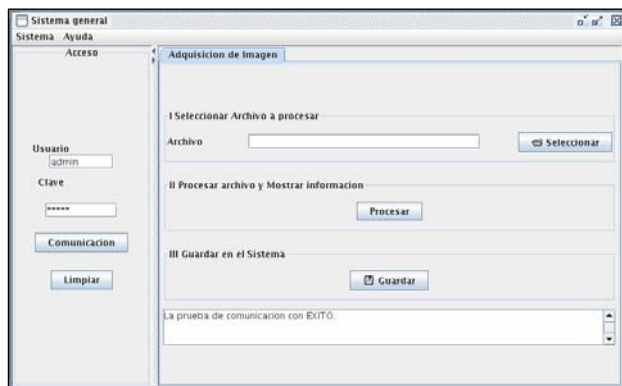 Sistema general
Sistema Ayuda
Acceso
Usuario
admin
Clave
*****
Comunicacion
Limpiar
Adquisicion de Imagen
I Seleccionar Archivo a procesar
Archivo
Seleccionar
II Procesar archivo y Mostrar informacion
Procesar
III Guardar en el Sistema
Guardar
La prueba de comunicacion con EXITO.